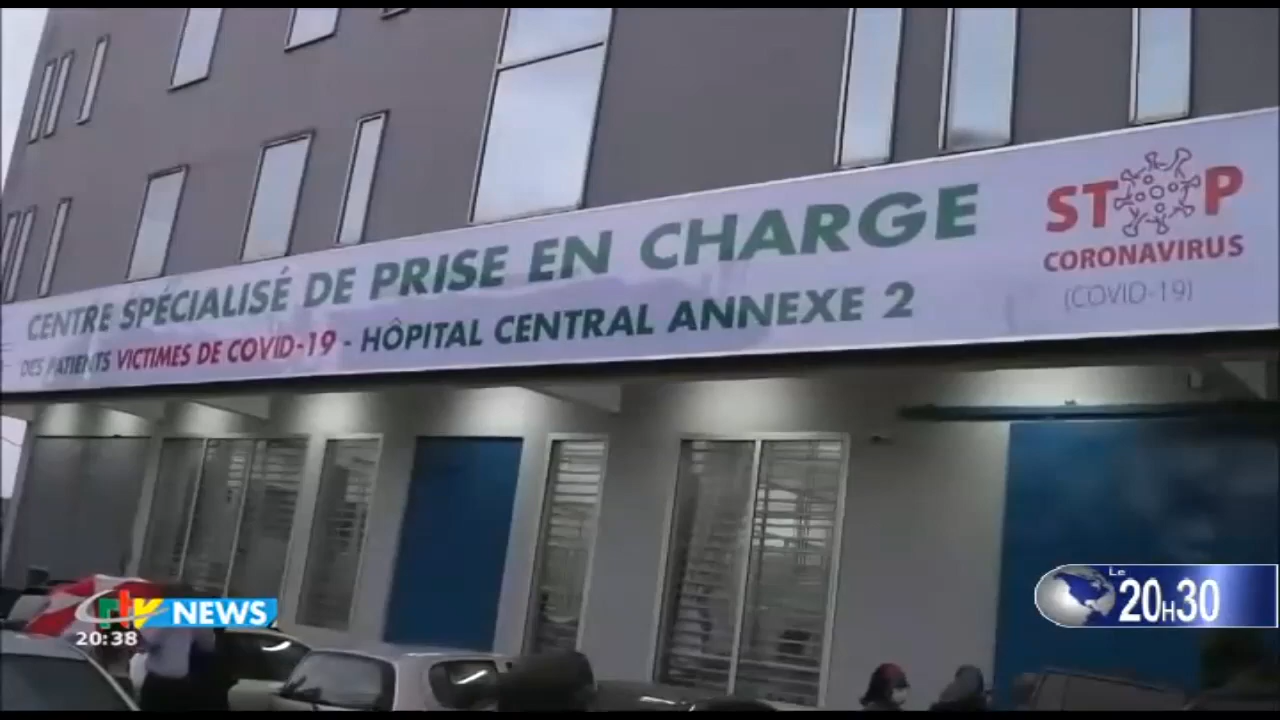 CENTRE SPÉCIALISÉ DE PRISE EN CHARGE
DES PATIENTS VICTIMES DE COVID-19 - HÔPITAL CENTRAL ANNEXE 2
STOP
CORONAVIRUS
(COVID-19)
crtv NEWS
20:38
Le
20H30